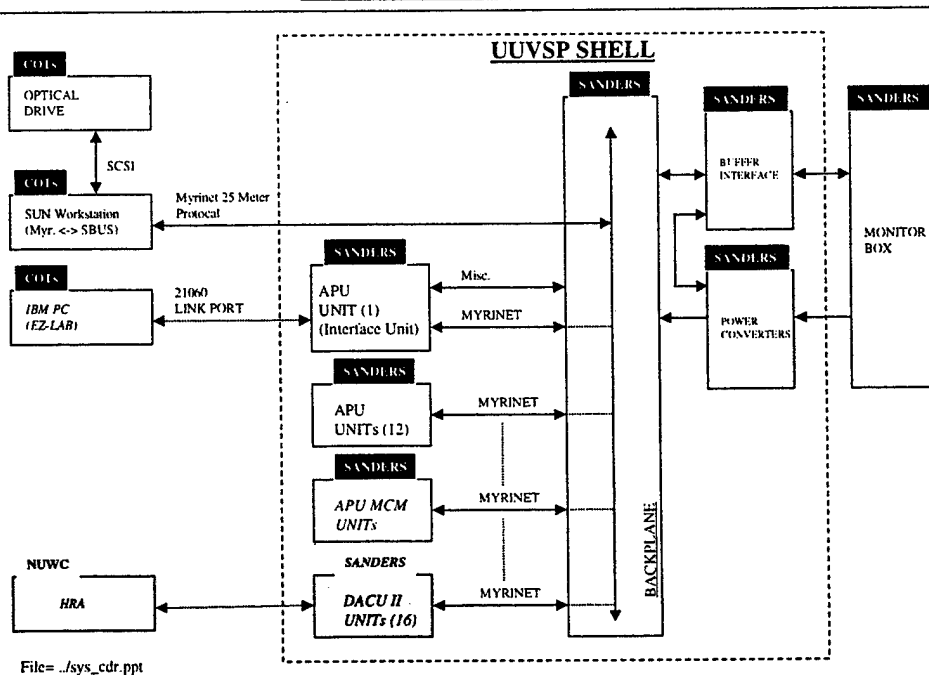 UUVSP SHELL
COTs
OPTICAL
DRIVE
SCSI
COTs
SUN Workstation
(Myr. <-> SBUS)
Myrinet 25 Meter
Protocal
COTs
IBM PC
(EZ-LAB)
21060
LINK PORT
SANDERS
APU
UNIT (1)
(Interface Unit)
Misc.
MYRINET
SANDERS
APU
UNITs (12)
MYRINET
SANDERS
APU MCM
UNITs
MYRINET
NUWC
HRA
SANDERS
DACU II
UNITs (16)
MYRINET
SANDERS
BACKPLANE
SANDERS
BUFFER
INTERFACE
SANDERS
POWER
CONVERTERS
SANDERS
MONITOR
BOX
File= ../sys_cdr.ppt